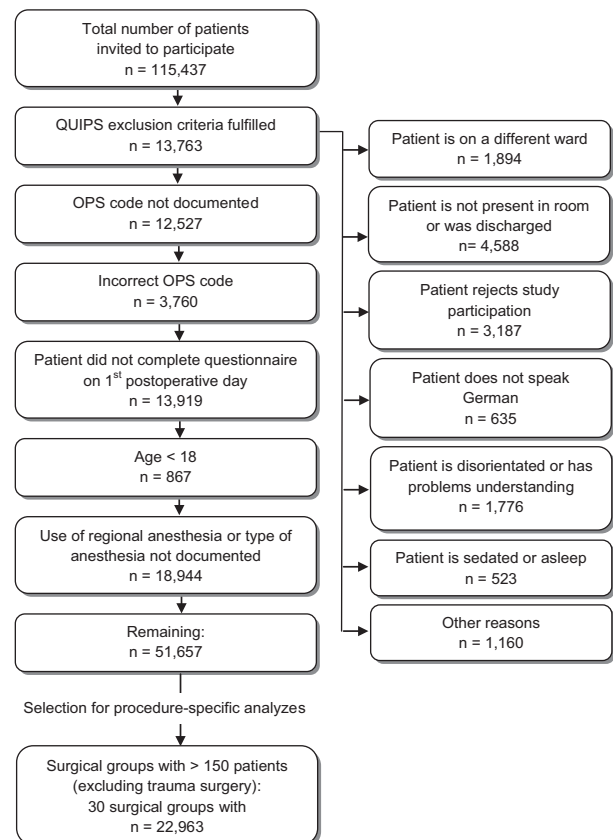 Total number of patients
invited to participate
n = 115,437
QUIPS exclusion criteria fulfilled
n = 13,763
OPS code not documented
n = 12,527
Incorrect OPS code
n = 3,760
Patient did not complete questionnaire
on 1st postoperative day
n = 13,919
Age < 18
n = 867
Use of regional anesthesia or type of
anesthesia not documented
n = 18,944
Remaining:
n = 51,657
Selection for procedure-specific analyzes
Surgical groups with > 150 patients
(excluding trauma surgery):
30 surgical groups with
n = 22,963
Patient is on a different ward
n = 1,894
Patient is not present in room
or was discharged
n= 4,588
Patient rejects study
participation
n = 3,187
Patient does not speak
German
n = 635
Patient is disorientated or has
problems understanding
n = 1,776
Patient is sedated or asleep
n = 523
Other reasons
n = 1,160